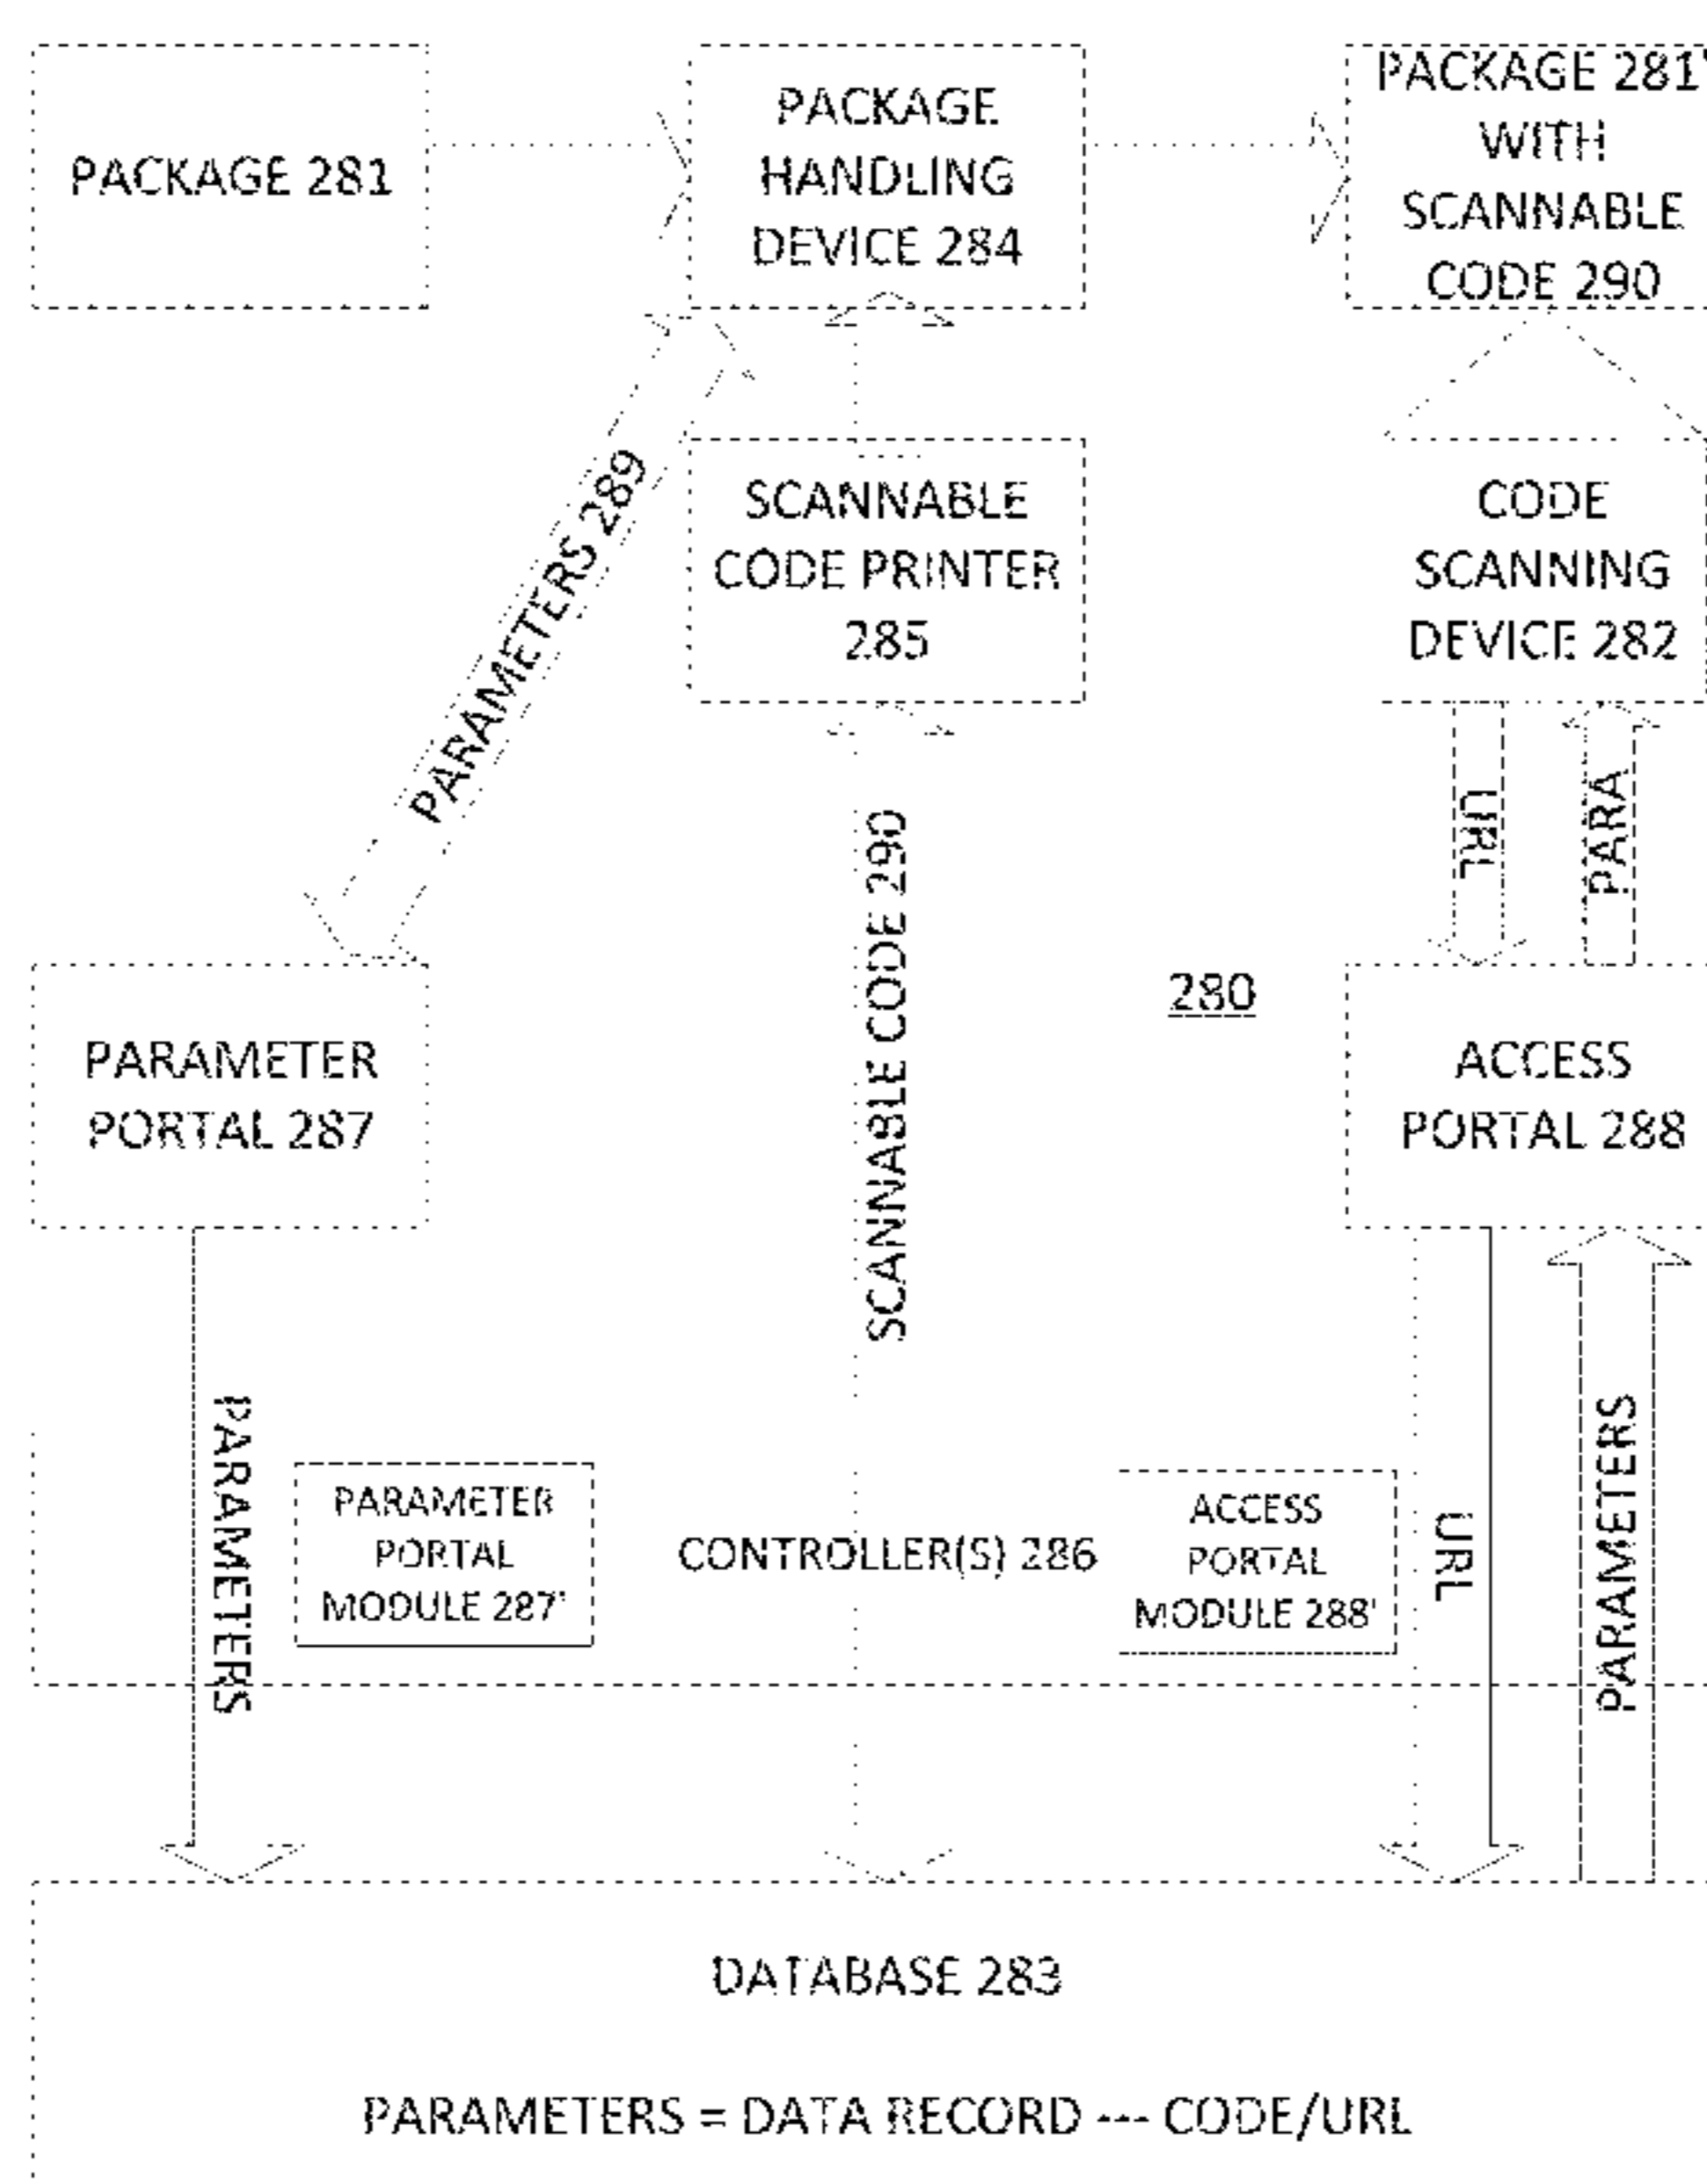 PACKAGE 281
PACKAGE
HANDLING
DEVICE 284
PACKAGE 281'
WITH
SCANNABLE
CODE 290
PARAMETERS 289
SCANNABLE
CODE PRINTER
285
CODE
SCANNING
DEVICE 282
URL
PARA
SCANNABLE CODE 290
280
PARAMETER
PORTAL 287
ACCESS
PORTAL 288
PARAMETERS
PARAMETER
PORTAL
MODULE 287'
CONTROLLER(S) 286
ACCESS
PORTAL
MODULE 288'
URL
PARAMETERS
DATABASE 283
PARAMETERS = DATA RECORD --- CODE/URL